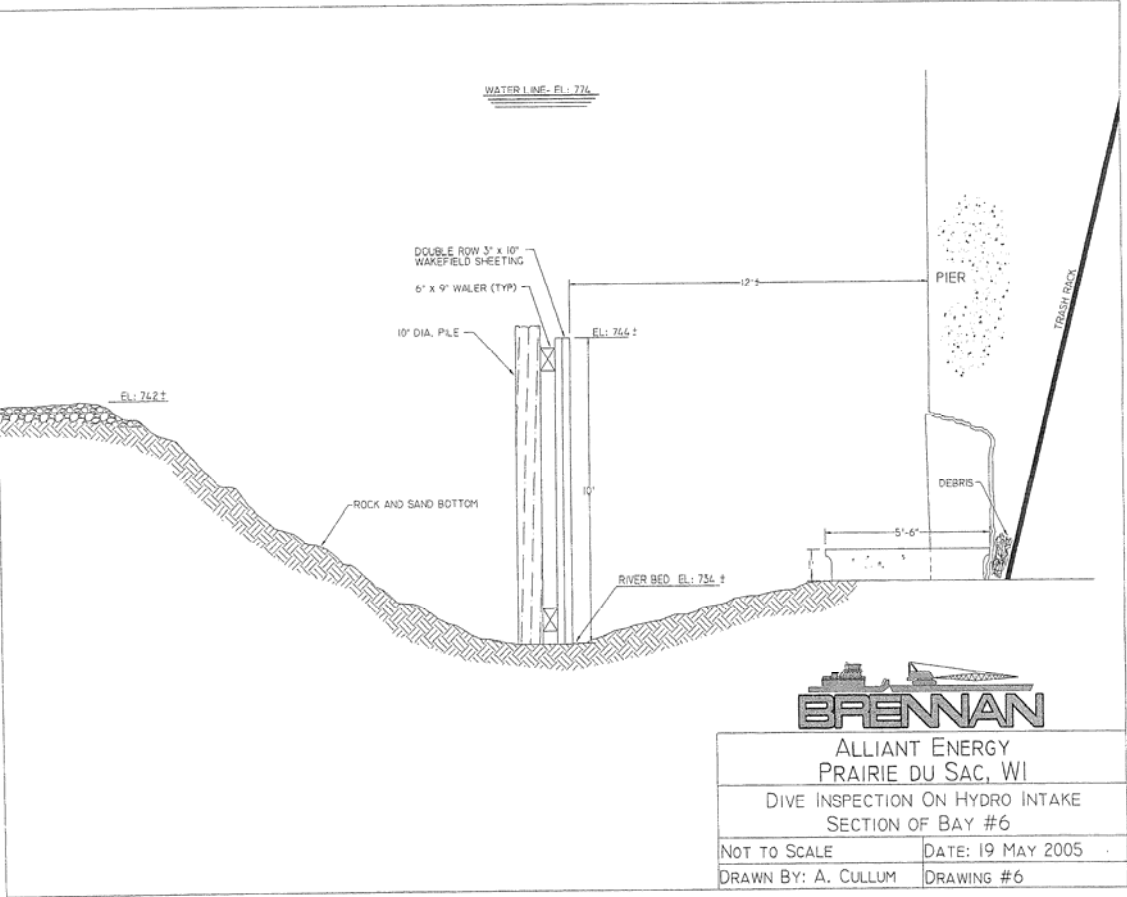 WATER LINE- EL: 774
DOUBLE ROW 3" x 10"
WAKEFIELD SHEETING
6" X 9" WALER (TYP)
10" DIA. PILE
EL: 744 ±
12'±
PIER
TRASH RACK
EL: 742 ±
10'
DEBRIS
ROCK AND SAND BOTTOM
5'-6"
RIVER BED EL: 734 ±
BRENNAN
ALLIANT ENERGY
PRAIRIE DU SAC, WI
DIVE INSPECTION ON HYDRO INTAKE
SECTION OF BAY #6
NOT TO SCALE
DATE: 19 MAY 2005
DRAWN BY: A. CULLUM
DRAWING #6